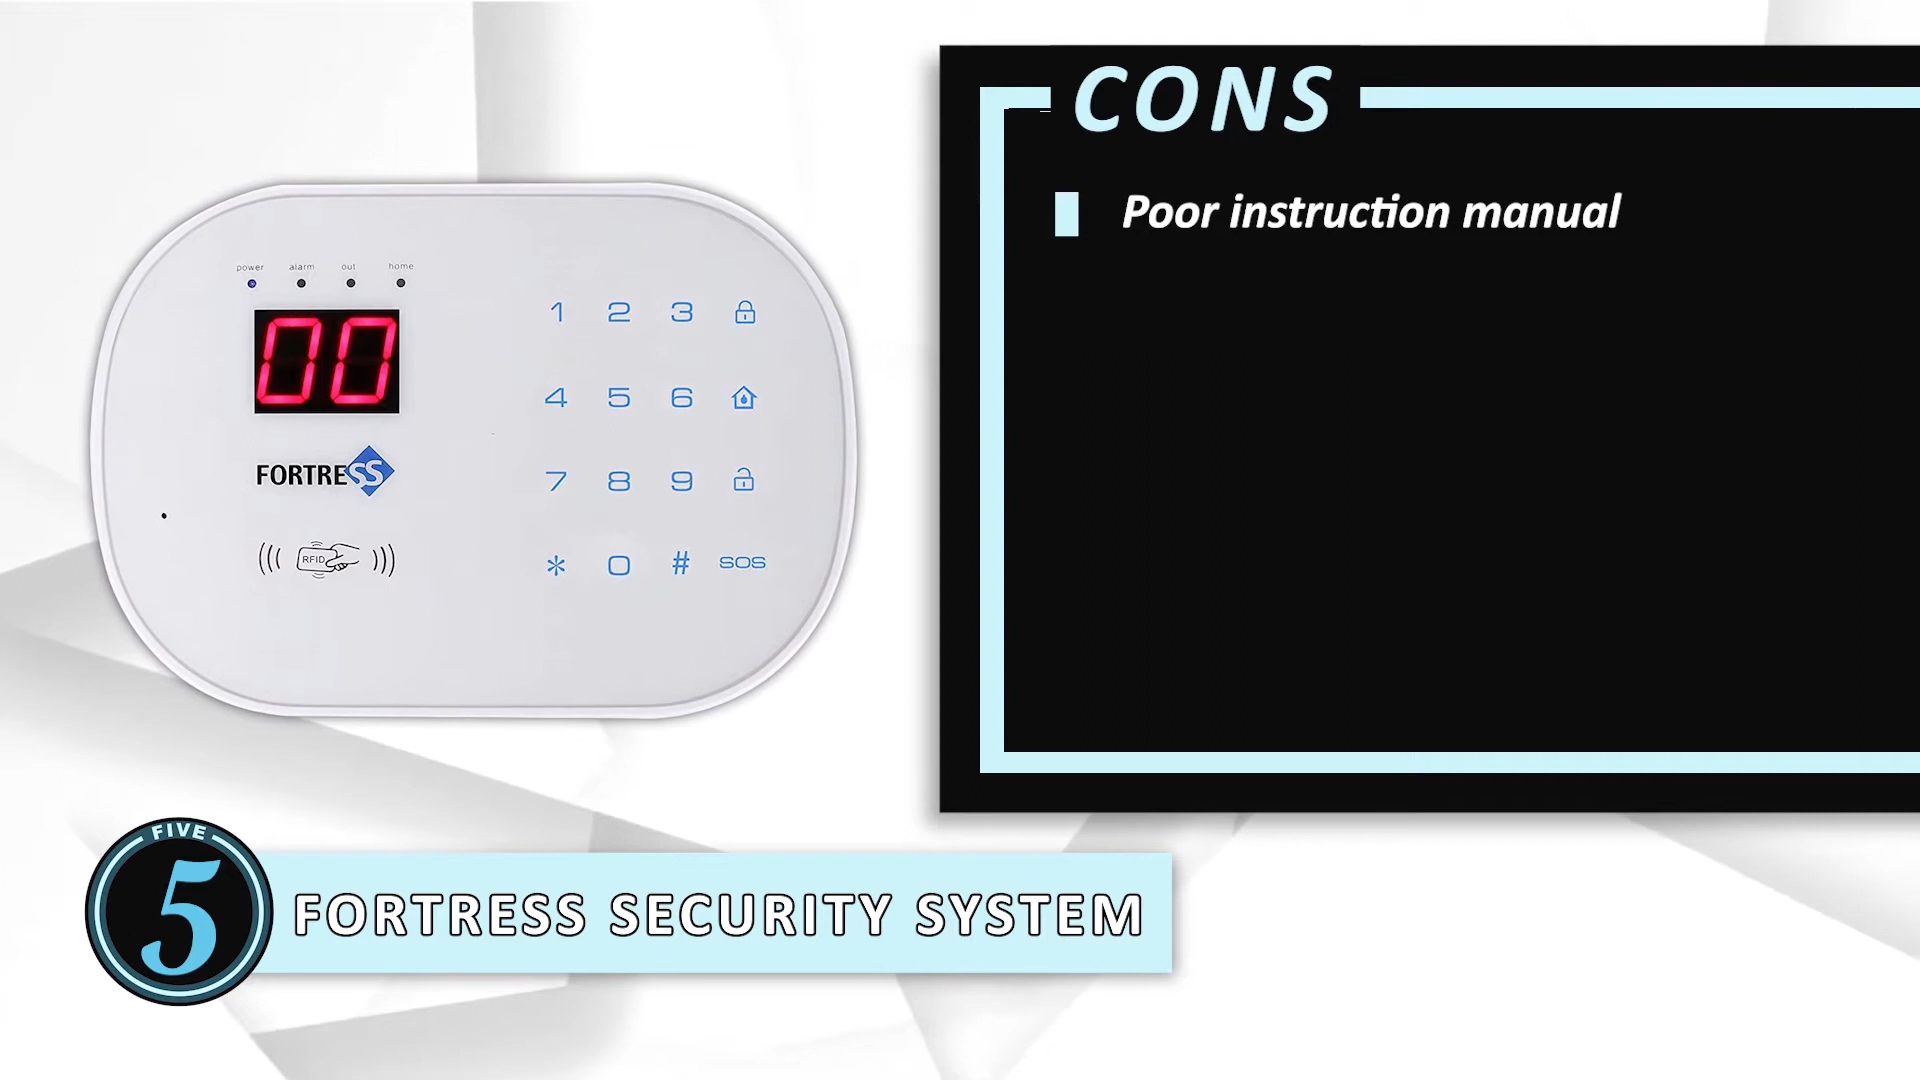 CONS
Poor instruction manual
power alarm out home
00
FORTRESS
RFID
1 2 3
4 5 6
7 8 9
* 0 # SOS
FIVE
5
FORTRESS SECURITY SYSTEM